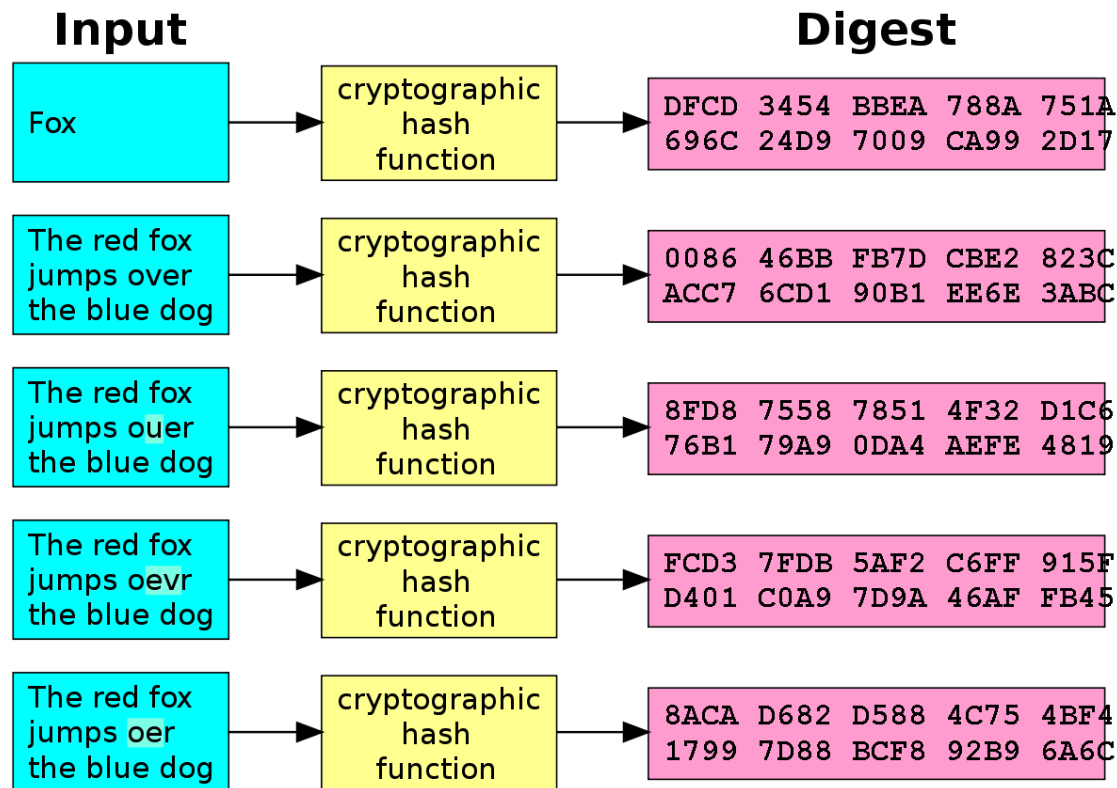 Input
Digest
Fox
cryptographic
hash
function
DFCD 3454 BBEA 788A 751A
696C 24D9 7009 CA99 2D17
The red fox
jumps over
the blue dog
cryptographic
hash
function
0086 46BB FB7D CBE2 823C
ACC7 6CD1 90B1 EE6E 3ABC
The red fox
jumps ouer
the blue dog
cryptographic
hash
function
8FD8 7558 7851 4F32 D1C6
76B1 79A9 0DA4 AEFE 4819
The red fox
jumps oevr
the blue dog
cryptographic
hash
function
FCD3 7FDB 5AF2 C6FF 915F
D401 C0A9 7D9A 46AF FB45
The red fox
jumps oer
the blue dog
cryptographic
hash
function
8ACA D682 D588 4C75 4BF4
1799 7D88 BCF8 92B9 6A6C